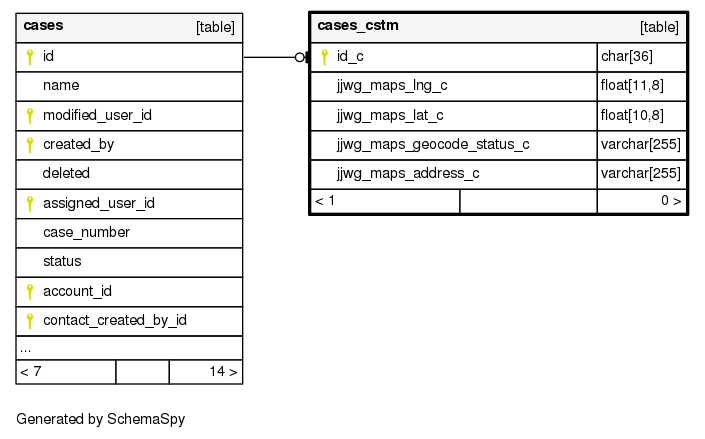 cases [table]
id
name
modified_user_id
created_by
deleted
assigned_user_id
case_number
status
account_id
contact_created_by_id
...
< 7 14 >
cases_cstm [table]
id_c char[36]
jjwg_maps_lng_c float[11,8]
jjwg_maps_lat_c float[10,8]
jjwg_maps_geocode_status_c varchar[255]
jjwg_maps_address_c varchar[255]
< 1 0 >
Generated by SchemaSpy